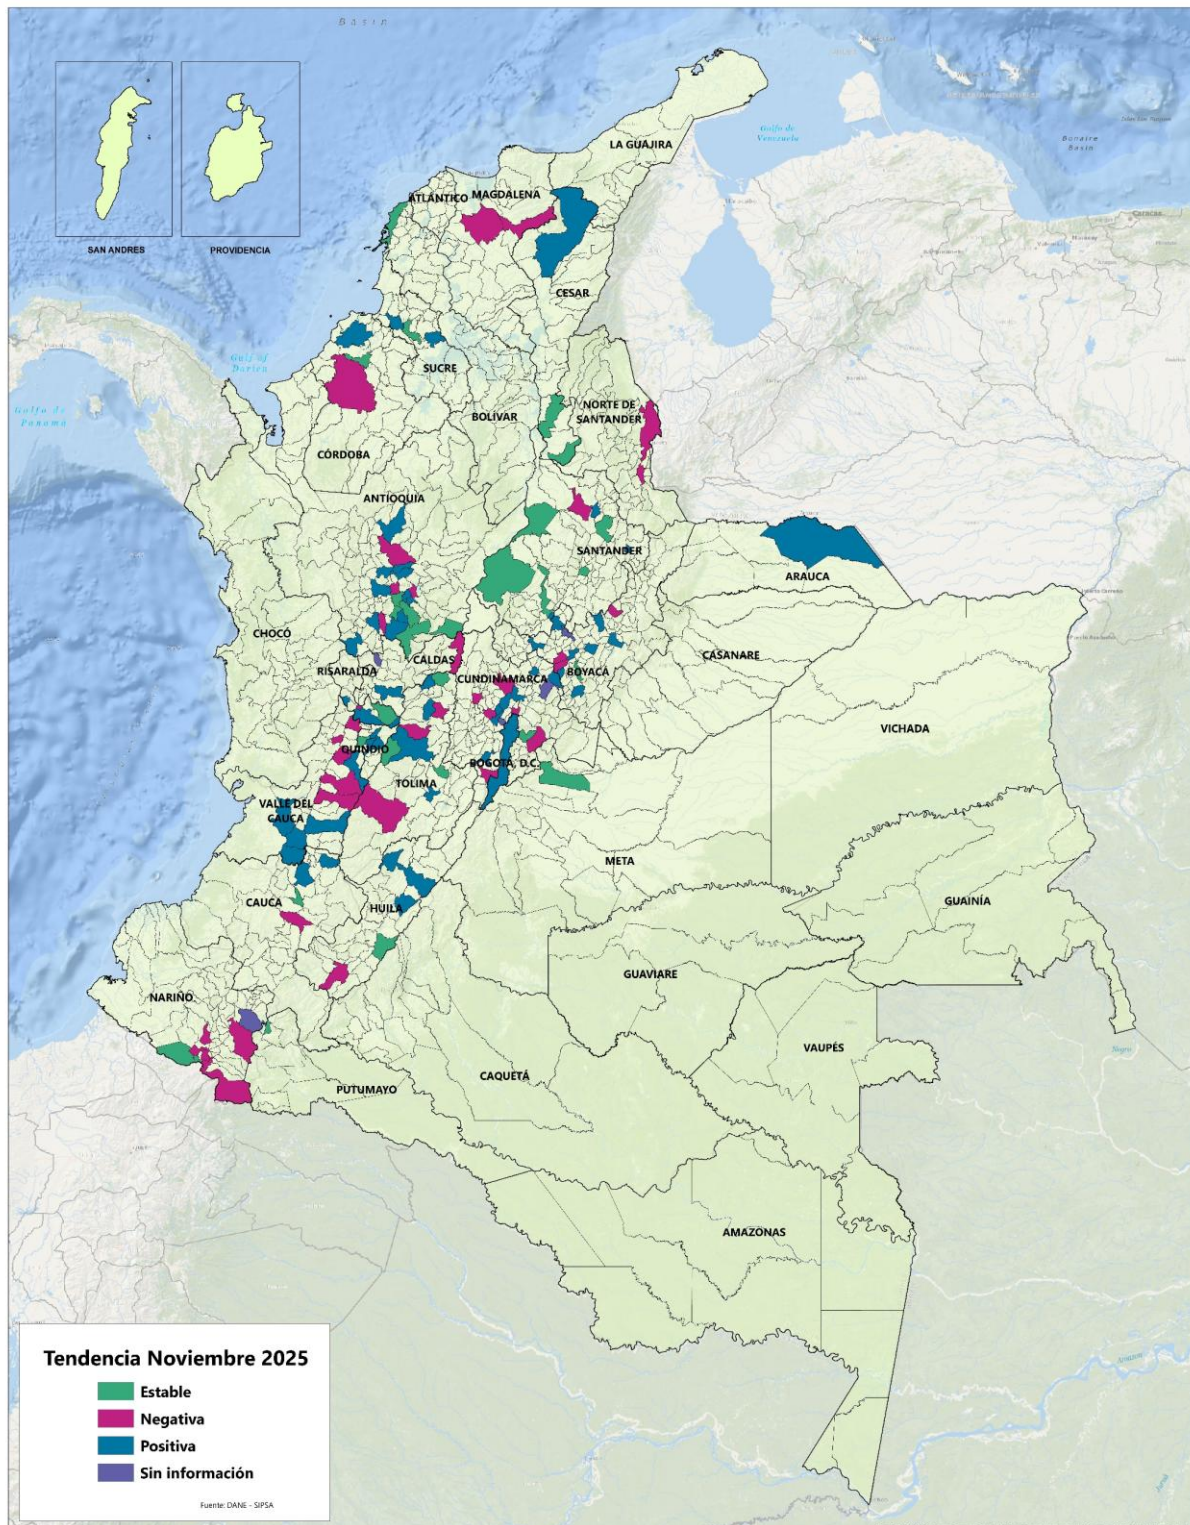 Basin
SAN ANDRES
PROVIDENCIA
Golfo de
Venezuela
Bonaire
Basin
Caracas
LA GUAJIRA
ATLÁNTICO
MAGDALENA
CESAR
Gulf of
Darien
Golfo de
Panamá
SUCRE
BOLÍVAR
NORTE DE
SANTANDER
CÓRDOBA
ANTIOQUIA
SANTANDER
ARAUCA
CHOCÓ
RISARALDA
CALDAS
CUNDINAMARCA
BOYACÁ
CASANARE
VICHADA
QUINDIO
BOGOTÁ, D.C.
TOLIMA
VALLE DEL
CAUCA
META
CAUCA
HUILA
GUAINÍA
GUAVIARE
NARIÑO
VAUPÉS
CAQUETÁ
PUTUMAYO
AMAZONAS
Tendencia Noviembre 2025
Estable
Negativa
Positiva
Sin información
Fuente: DANE - SIPSA